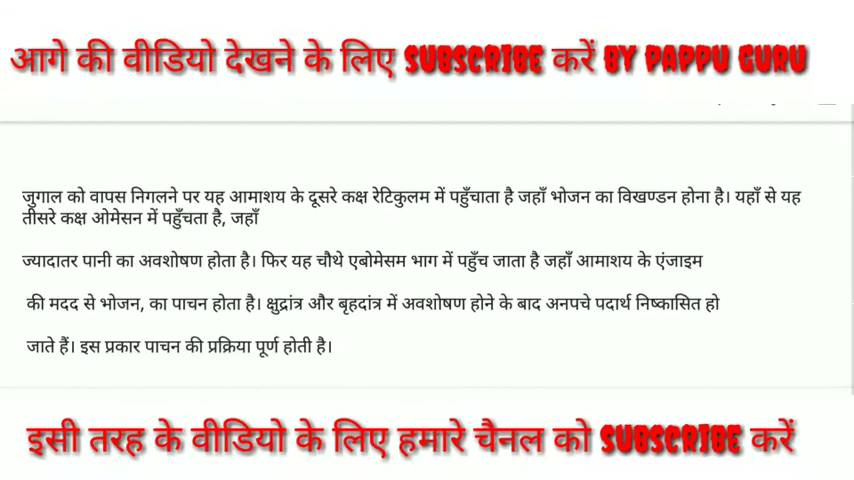 आगे की वीडियो देखने के लिए SUBSCRIBE करें BY PAPPU GURU
जुगाल को वापस निगलने पर यह आमाशय के दूसरे कक्ष रेटिकुलम में पहुँचाता है जहाँ भोजन का विखण्डन होना है। यहाँ से यह
तीसरे कक्ष ओमेसन में पहुँचता है, जहाँ
ज्यादातर पानी का अवशोषण होता है। फिर यह चौथे एबोमेसम भाग में पहुँच जाता है जहाँ आमाशय के एंजाइम
की मदद से भोजन, का पाचन होता है। क्षुद्रांत्र और बृहदांत्र में अवशोषण होने के बाद अनपचे पदार्थ निष्कासित हो
जाते हैं। इस प्रकार पाचन की प्रक्रिया पूर्ण होती है।
इसी तरह के वीडियो के लिए हमारे चैनल को SUBSCRIBE करें